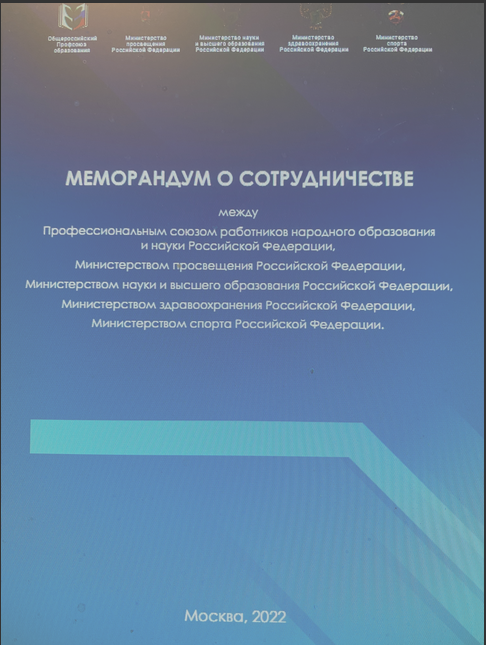 Общероссийский
Профсоюз
образования
Министерство
просвещения
Российской Федерации
Министерство науки
и высшего образования
Российской Федерации
Министерство
здравоохранения
Российской Федерации
Министерство
спорта
Российской Федерации
МЕМОРАНДУМ О СОТРУДНИЧЕСТВЕ
между
Профессиональным союзом работников народного образования
и науки Российской Федерации,
Министерством просвещения Российской Федерации,
Министерством науки и высшего образования Российской Федерации,
Министерством здравоохранения Российской Федерации,
Министерством спорта Российской Федерации.
Москва, 2022